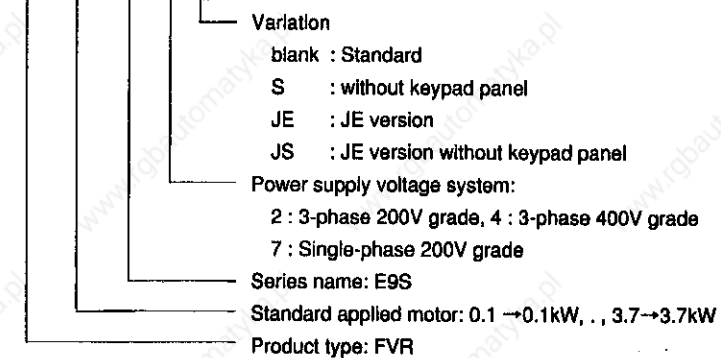 Variation
blank : Standard
S : without keypad panel
JE : JE version
JS : JE version without keypad panel
Power supply voltage system:
2 : 3-phase 200V grade, 4 : 3-phase 400V grade
7 : Single-phase 200V grade
Series name: E9S
Standard applied motor: 0.1 →0.1kW, . , 3.7→3.7kW
Product type: FVR